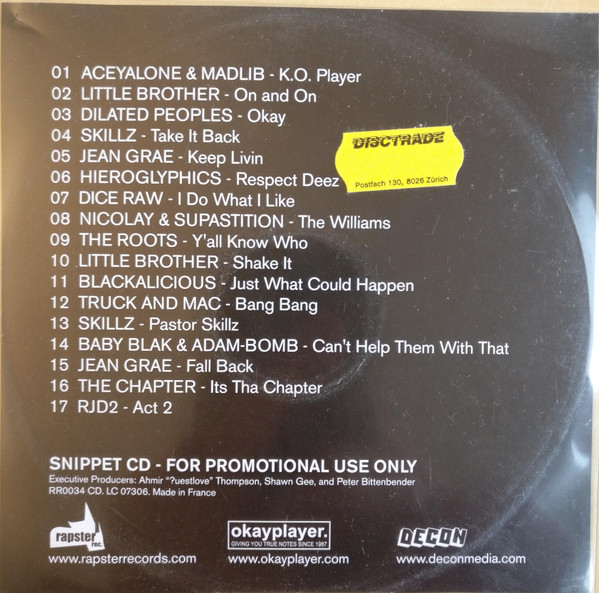 01 ACEYALONE & MADLIB - K.O. Player
02 LITTLE BROTHER - On and On
03 DILATED PEOPLES - Okay
04 SKILLZ - Take It Back
05 JEAN GRAE - Keep Livin
06 HIEROGLYPHICS - Respect Deez
07 DICE RAW - I Do What I Like
08 NICOLAY & SUPASTITION - The Williams
09 THE ROOTS - Y'all Know Who
10 LITTLE BROTHER - Shake It
11 BLACKALICIOUS - Just What Could Happen
12 TRUCK AND MAC - Bang Bang
13 SKILLZ - Pastor Skillz
14 BABY BLAK & ADAM-BOMB - Can't Help Them With That
15 JEAN GRAE - Fall Back
16 THE CHAPTER - Its Tha Chapter
17 RJD2 - Act 2
DISCTRADE
Postfach 130, 8026 Zürich
SNIPPET CD - FOR PROMOTIONAL USE ONLY
Executive Producers: Ahmir "?uestlove" Thompson, Shawn Gee, and Peter Bittenbender
RR0034 CD. LC 07306. Made in France
rapster inc.
www.rapsterrecords.com
okayplayer.
GIVING YOU TRUE NOTES SINCE 1987
www.okayplayer.com
DECON
www.deconmedia.com